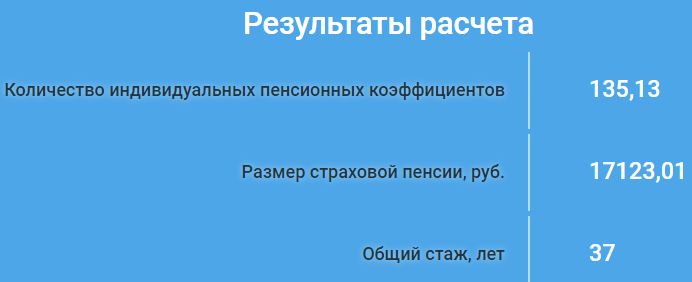 Результаты расчета
Количество индивидуальных пенсионных коэффициентов 135,13
Размер страховой пенсии, руб. 17123,01
Общий стаж, лет 37